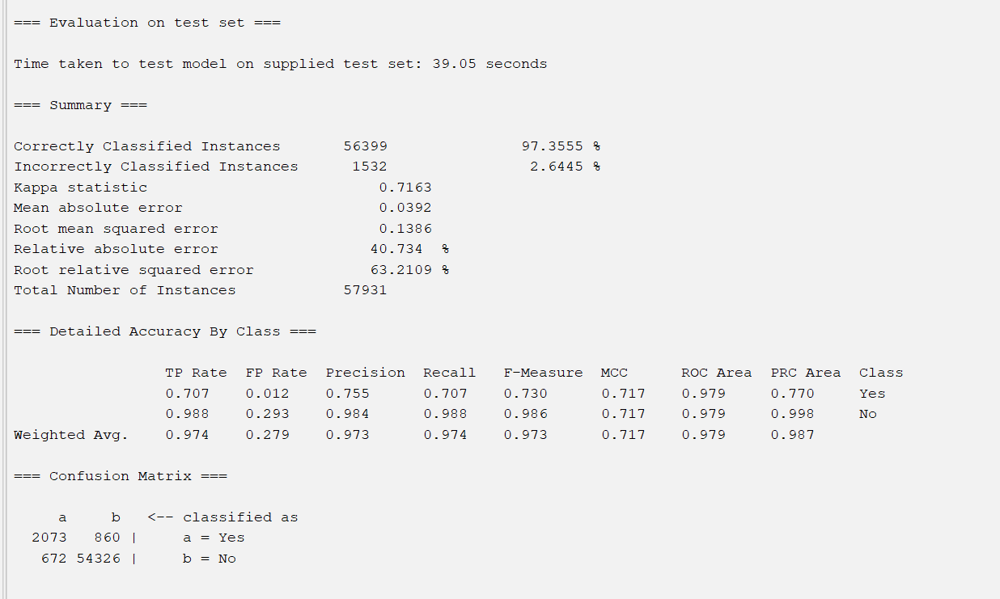 === Evaluation on test set ===
Time taken to test model on supplied test set: 39.05 seconds
=== Summary ===
Correctly Classified Instances       56399               97.3555 %
Incorrectly Classified Instances      1532                2.6445 %
Kappa statistic                          0.7163
Mean absolute error                      0.0392
Root mean squared error                  0.1386
Relative absolute error                 40.734  %
Root relative squared error             63.2109 %
Total Number of Instances            57931
=== Detailed Accuracy By Class ===
                 TP Rate  FP Rate  Precision  Recall   F-Measure  MCC      ROC Area  PRC Area  Class
                 0.707    0.012    0.755      0.707    0.730      0.717    0.979     0.770     Yes
                 0.988    0.293    0.984      0.988    0.986      0.717    0.979     0.998     No
Weighted Avg.    0.974    0.279    0.973      0.974    0.973      0.717    0.979     0.987
=== Confusion Matrix ===
     a     b   <-- classified as
  2073   860 |     a = Yes
   672 54326 |     b = No